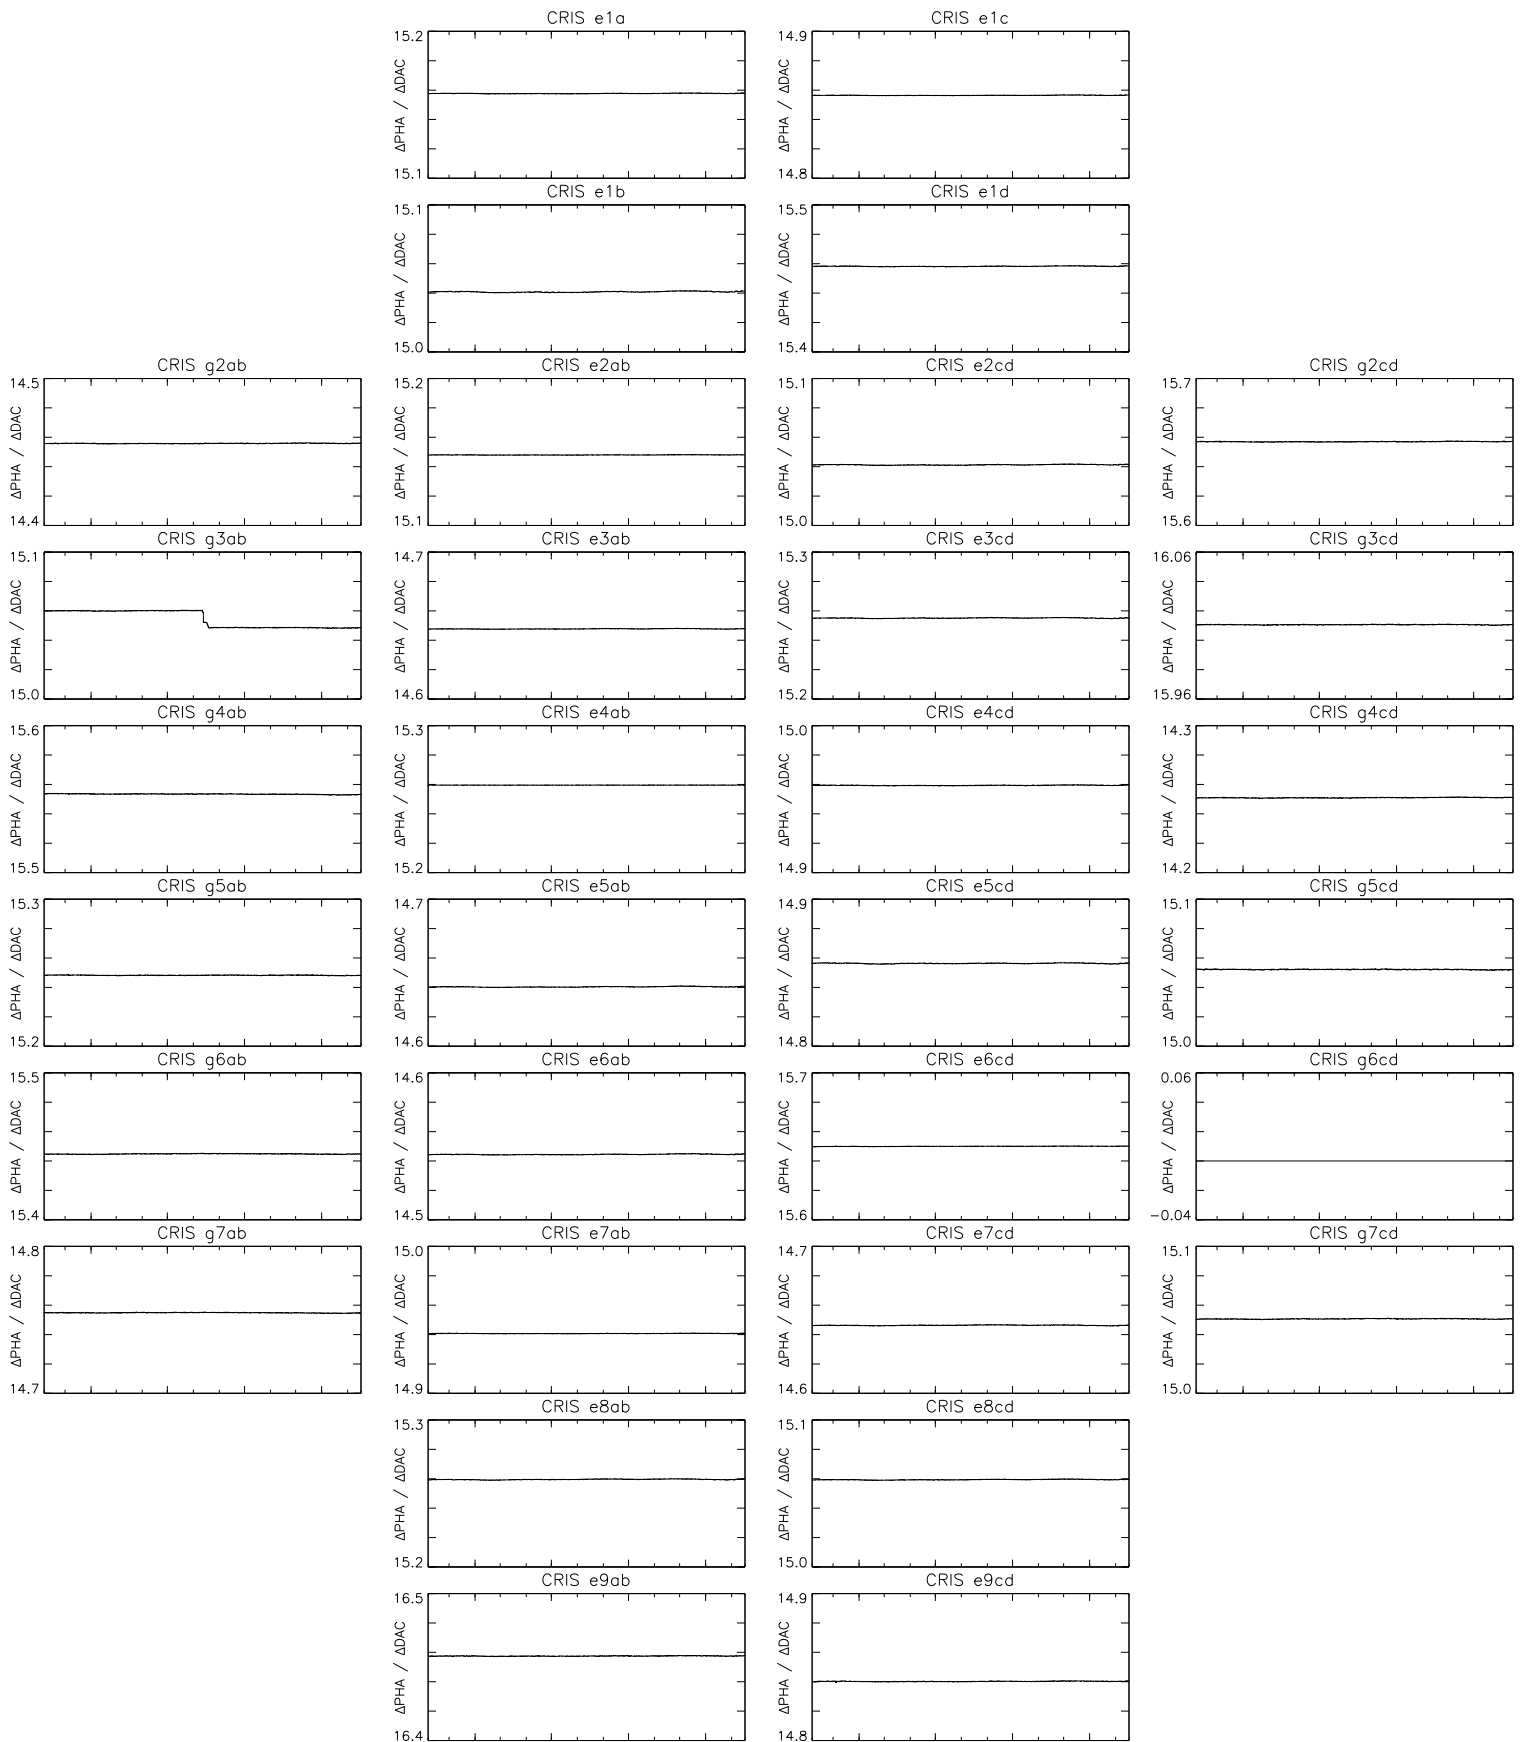 CRIS e1a
15.2
ΔPHA / ΔDAC
15.1
CRIS e1c
14.9
ΔPHA / ΔDAC
14.8
CRIS e1b
15.1
ΔPHA / ΔDAC
15.0
CRIS e1d
15.5
ΔPHA / ΔDAC
15.4
CRIS g2ab
14.5
ΔPHA / ΔDAC
14.4
CRIS e2ab
15.2
ΔPHA / ΔDAC
15.1
CRIS e2cd
15.1
ΔPHA / ΔDAC
15.0
CRIS g2cd
15.7
ΔPHA / ΔDAC
15.6
CRIS g3ab
15.1
ΔPHA / ΔDAC
15.0
CRIS e3ab
14.7
ΔPHA / ΔDAC
14.6
CRIS e3cd
15.3
ΔPHA / ΔDAC
15.2
CRIS g3cd
16.06
ΔPHA / ΔDAC
15.96
CRIS g4ab
15.6
ΔPHA / ΔDAC
15.5
CRIS e4ab
15.3
ΔPHA / ΔDAC
15.2
CRIS e4cd
15.0
ΔPHA / ΔDAC
14.9
CRIS g4cd
14.3
ΔPHA / ΔDAC
14.2
CRIS g5ab
15.3
ΔPHA / ΔDAC
15.2
CRIS e5ab
14.7
ΔPHA / ΔDAC
14.6
CRIS e5cd
14.9
ΔPHA / ΔDAC
14.8
CRIS g5cd
15.1
ΔPHA / ΔDAC
15.0
CRIS g6ab
15.5
ΔPHA / ΔDAC
15.4
CRIS e6ab
14.6
ΔPHA / ΔDAC
14.5
CRIS e6cd
15.7
ΔPHA / ΔDAC
15.6
CRIS g6cd
0.06
ΔPHA / ΔDAC
−0.04
CRIS g7ab
14.8
ΔPHA / ΔDAC
14.7
CRIS e7ab
15.0
ΔPHA / ΔDAC
14.9
CRIS e7cd
14.7
ΔPHA / ΔDAC
14.6
CRIS g7cd
15.1
ΔPHA / ΔDAC
15.0
CRIS e8ab
15.3
ΔPHA / ΔDAC
15.2
CRIS e8cd
15.1
ΔPHA / ΔDAC
15.0
CRIS e9ab
16.5
ΔPHA / ΔDAC
16.4
CRIS e9cd
14.9
ΔPHA / ΔDAC
14.8